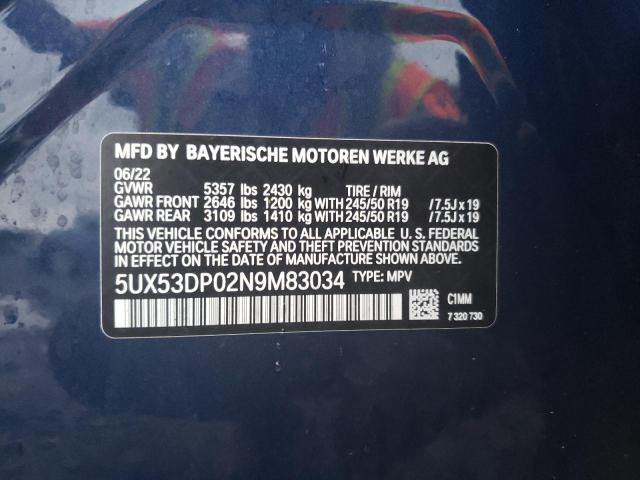 MFD BY BAYERISCHE MOTOREN WERKE AG
06/22
GVWR 5357 lbs 2430 kg TIRE / RIM
GAWR FRONT 2646 lbs 1200 kg WITH 245/50 R19 /7.5J x 19
GAWR REAR 3109 lbs 1410 kg WITH 245/50 R19 /7.5J x 19
THIS VEHICLE CONFORMS TO ALL APPLICABLE U. S. FEDERAL
MOTOR VEHICLE SAFETY AND THEFT PREVENTION STANDARDS
IN EFFECT ON THE DATE OF MANUFACTURE SHOWN ABOVE.
5UX53DP02N9M83034 TYPE: MPV
C1MM
7 320 730